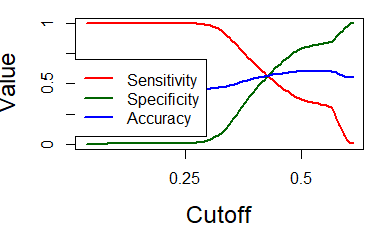 1
0.5
0
Value
Sensitivity
Specificity
Accuracy
0.25 0.5
Cutoff